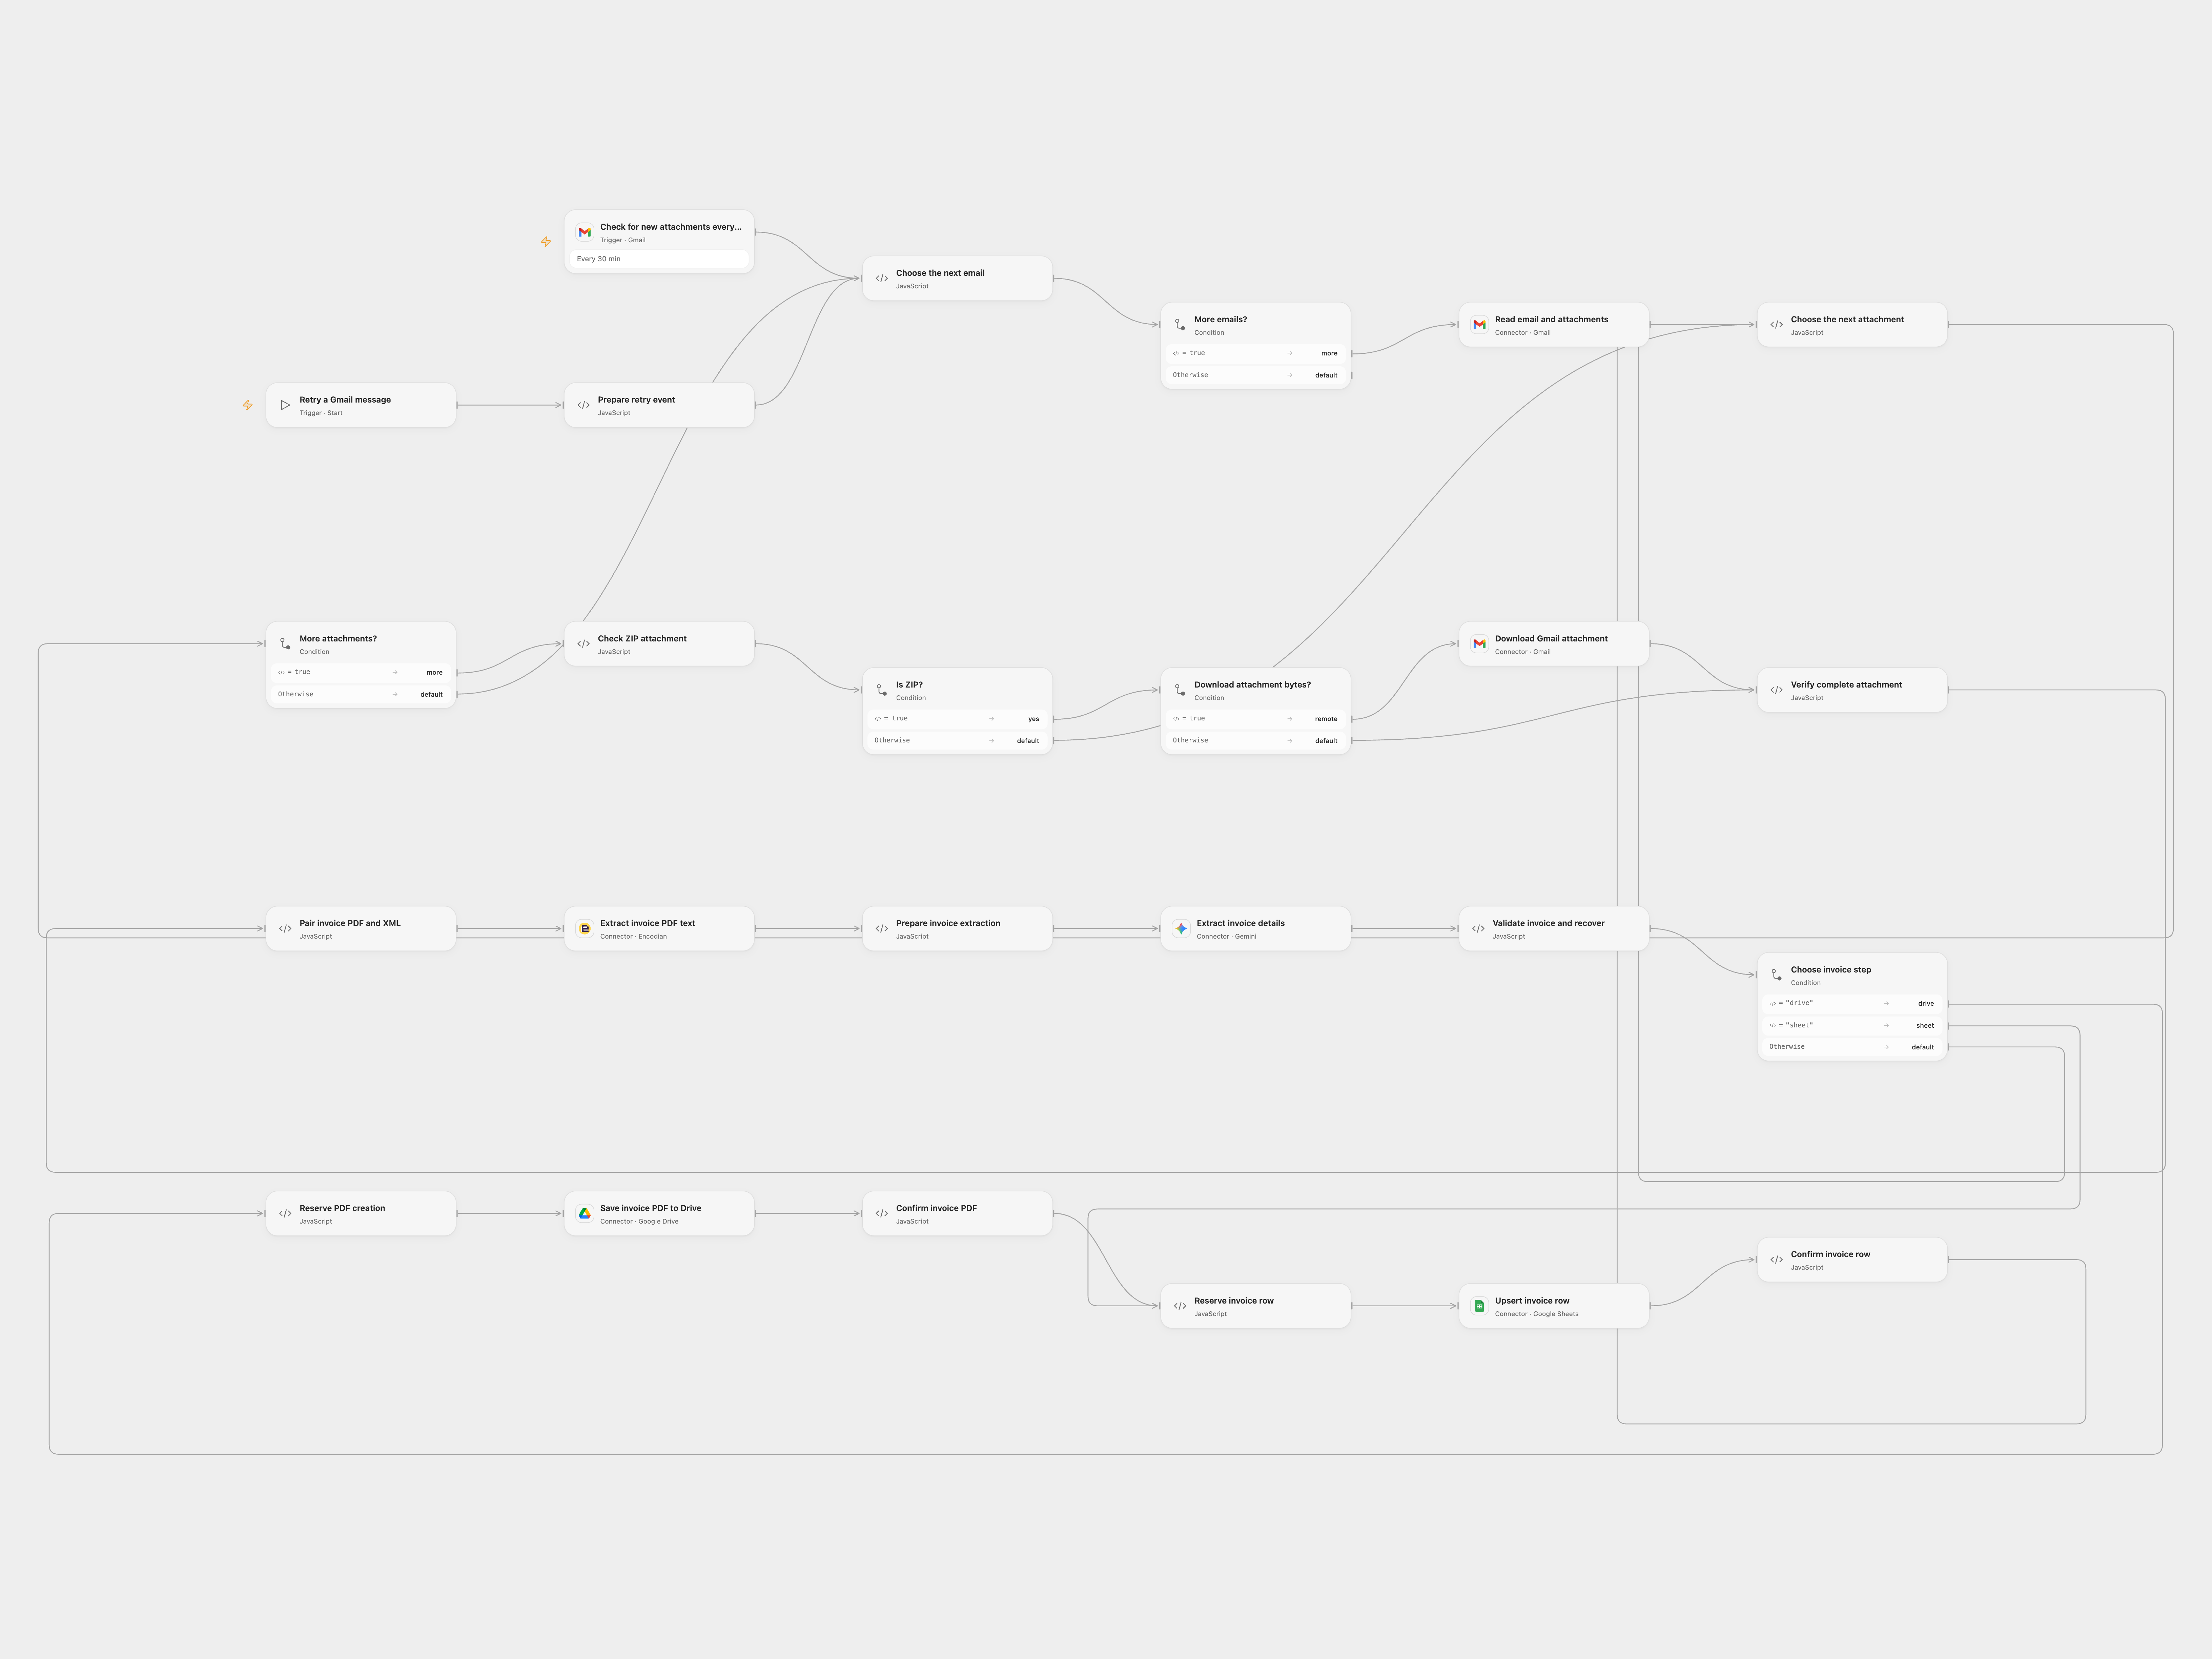 Check for new attachments every...
Trigger · Gmail
Every 30 min
Choose the next email
JavaScript
More emails?
Condition
</> = true → more
Otherwise → default
Read email and attachments
Connector · Gmail
Choose the next attachment
JavaScript
Retry a Gmail message
Trigger · Start
Prepare retry event
JavaScript
More attachments?
Condition
</> = true → more
Otherwise → default
Check ZIP attachment
JavaScript
Is ZIP?
Condition
</> = true → yes
Otherwise → default
Download attachment bytes?
Condition
</> = true → remote
Otherwise → default
Download Gmail attachment
Connector · Gmail
Verify complete attachment
JavaScript
Pair invoice PDF and XML
JavaScript
Extract invoice PDF text
Connector · Encodian
Prepare invoice extraction
JavaScript
Extract invoice details
Connector · Gemini
Validate invoice and recover
JavaScript
Choose invoice step
Condition
</> = "drive" → drive
</> = "sheet" → sheet
Otherwise → default
Reserve PDF creation
JavaScript
Save invoice PDF to Drive
Connector · Google Drive
Confirm invoice PDF
JavaScript
Reserve invoice row
JavaScript
Upsert invoice row
Connector · Google Sheets
Confirm invoice row
JavaScript